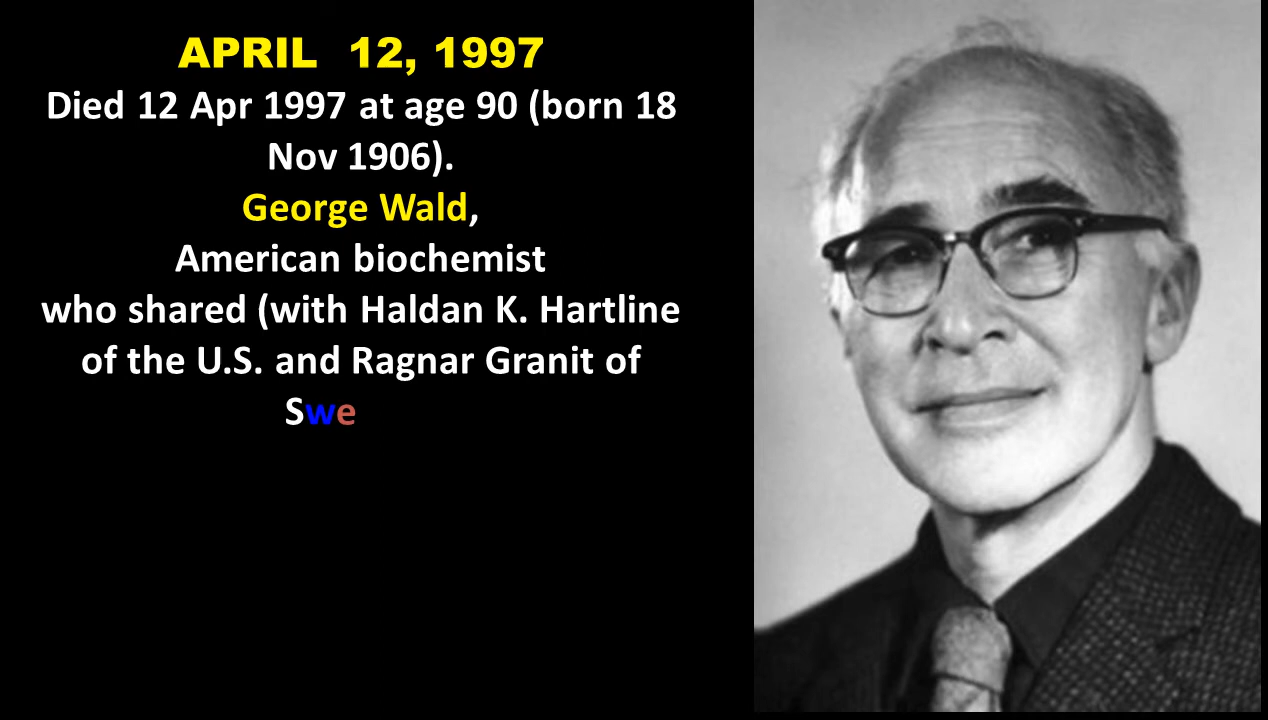 APRIL  12, 1997
Died 12 Apr 1997 at age 90 (born 18
Nov 1906).
George Wald,
American biochemist
who shared (with Haldan K. Hartline
of the U.S. and Ragnar Granit of
Swe